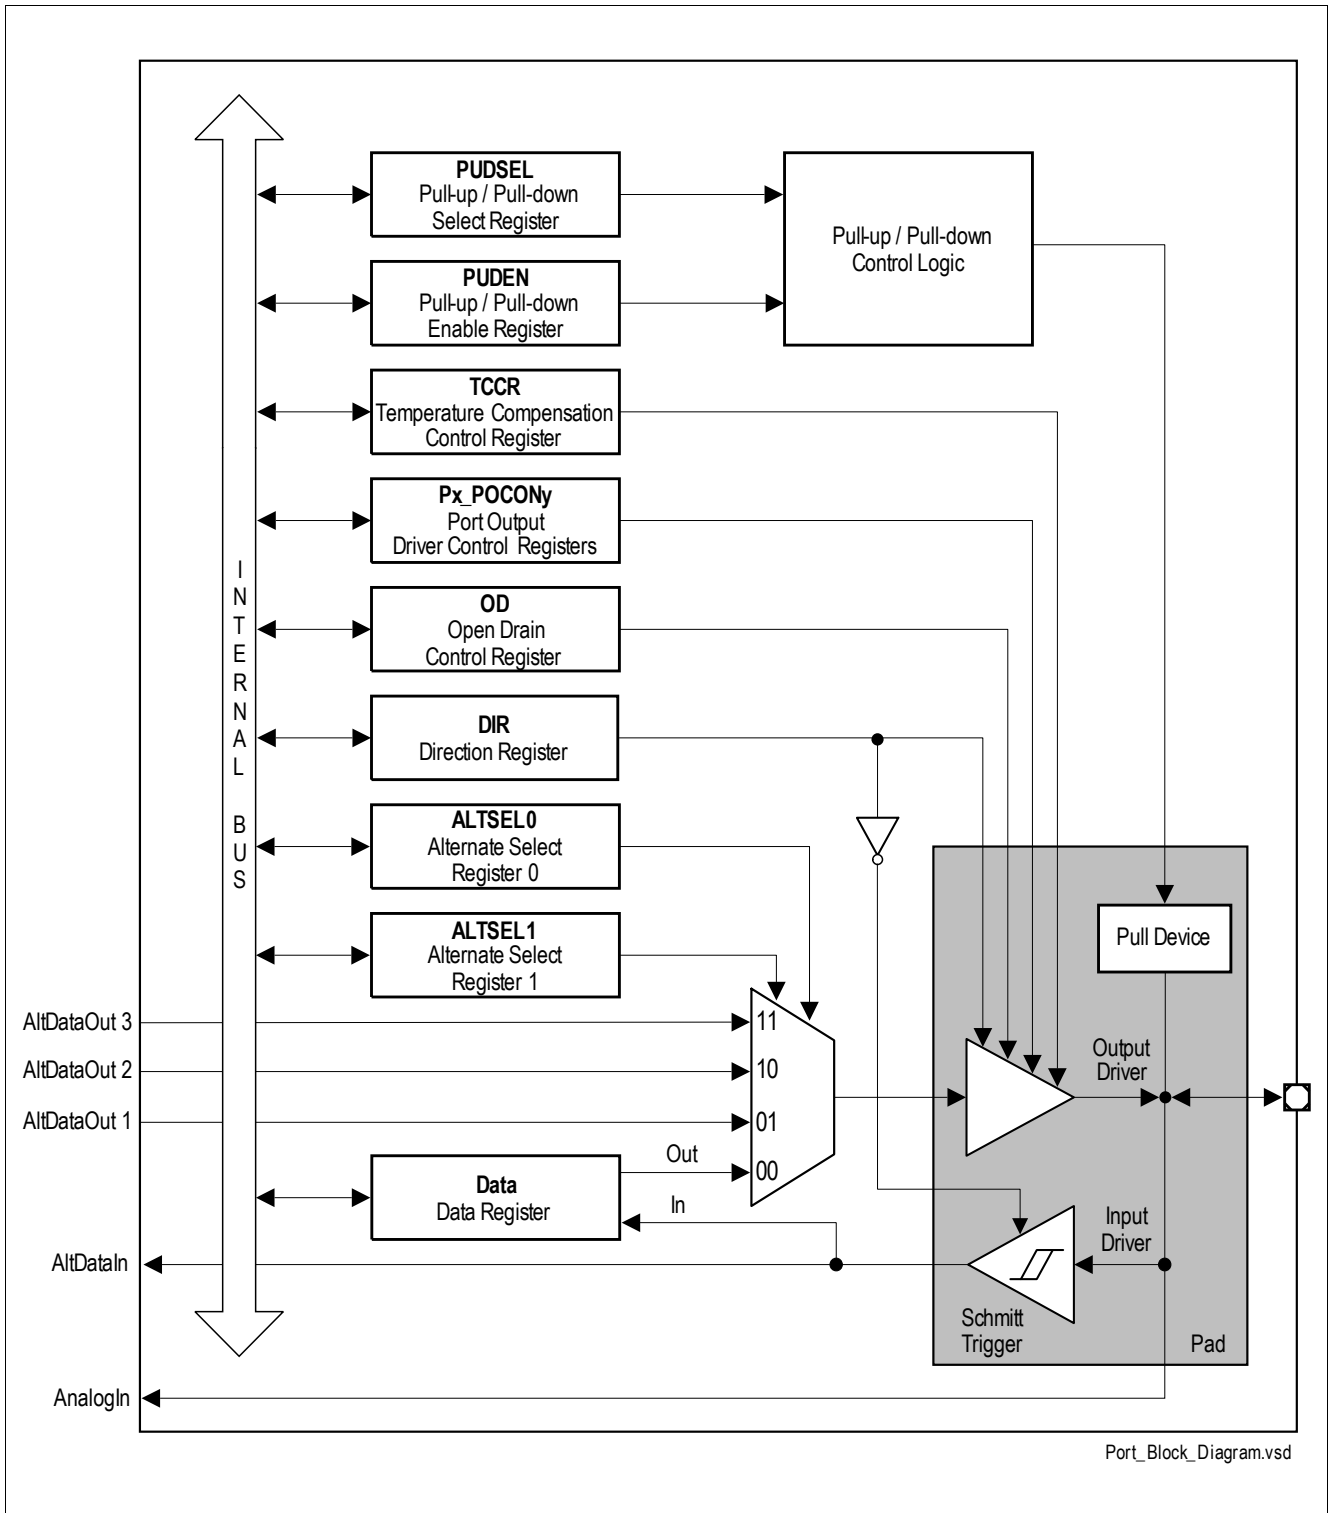 PUDSEL
Pull-up / Pull-down
Select Register
Pull-up / Pull-down
Control Logic
PUDEN
Pull-up / Pull-down
Enable Register
TCCR
Temperature Compensation
Control Register
Px_POCONy
Port Output
Driver Control Registers
INTERNAL BUS
OD
Open Drain
Control Register
DIR
Direction Register
ALTSEL0
Alternate Select
Register 0
ALTSEL1
Alternate Select
Register 1
Pull Device
AltDataOut 3
11
AltDataOut 2
10
AltDataOut 1
01
00
Output
Driver
Out
Data
Data Register
In
Input
Driver
AltDataIn
Schmitt
Trigger
Pad
AnalogIn
Port_Block_Diagram.vsd